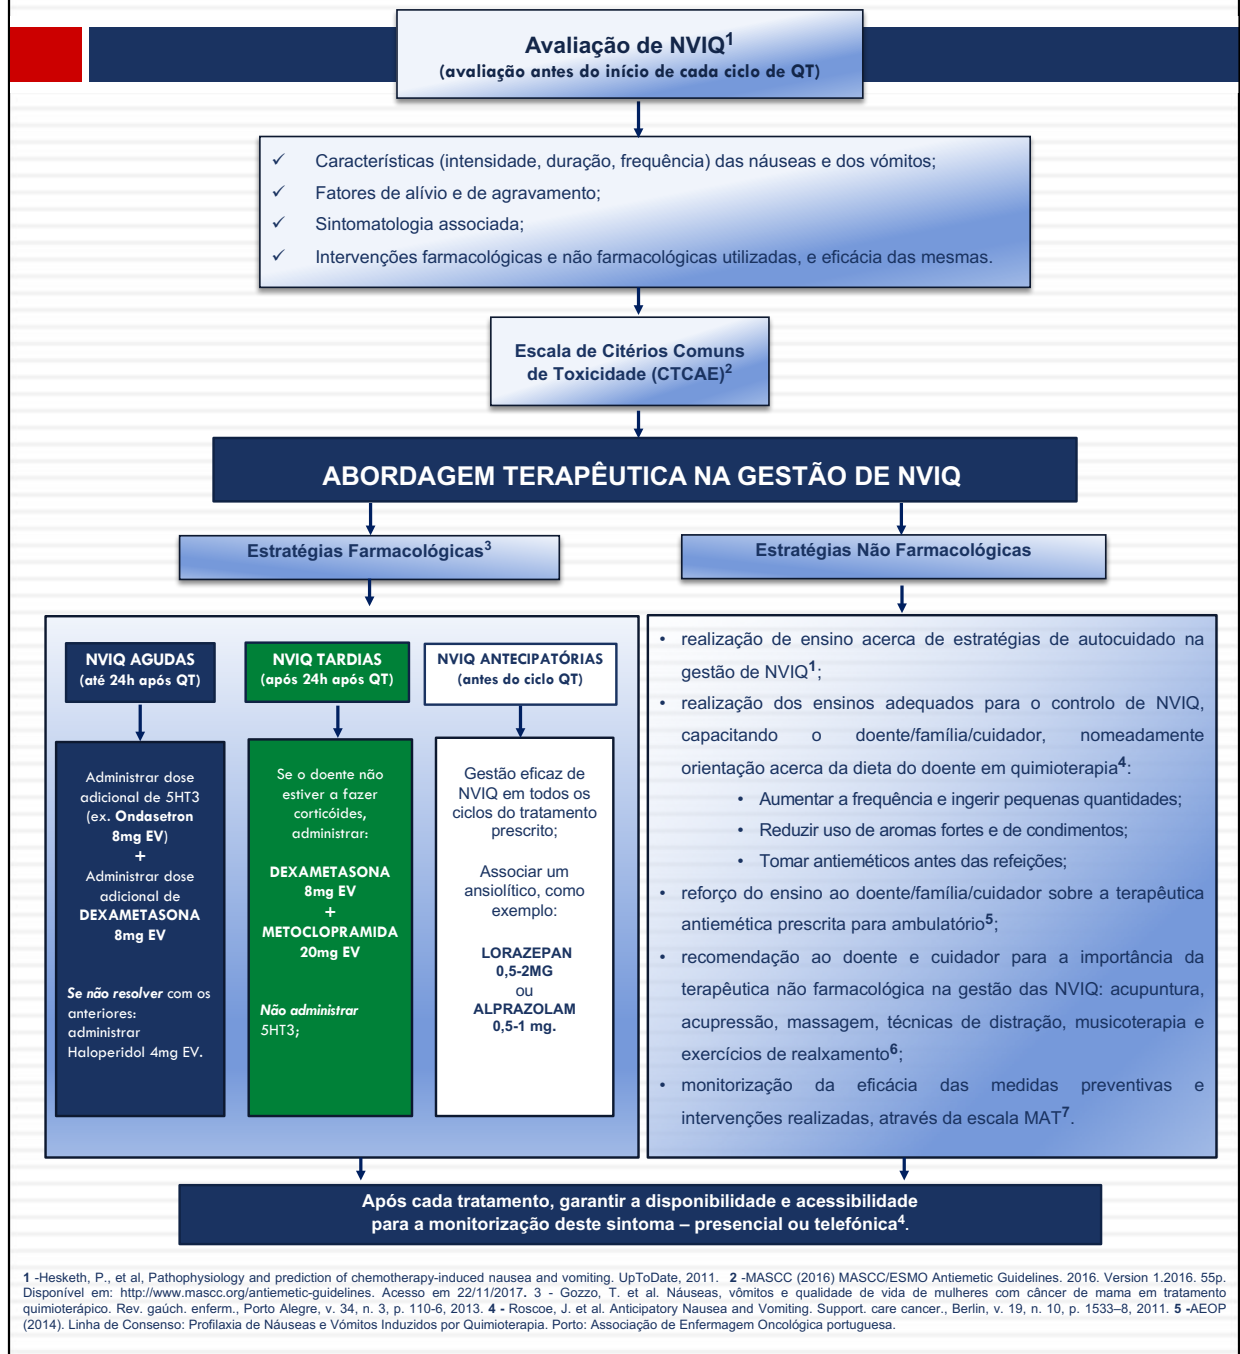 Avaliação de NVIQ1
(avaliação antes do início de cada ciclo de QT)
✓ Características (intensidade, duração, frequência) das náuseas e dos vómitos;
✓ Fatores de alívio e de agravamento;
✓ Sintomatologia associada;
✓ Intervenções farmacológicas e não farmacológicas utilizadas, e eficácia das mesmas.
Escala de Citérios Comuns
de Toxicidade (CTCAE)2
ABORDAGEM TERAPÊUTICA NA GESTÃO DE NVIQ
Estratégias Farmacológicas3
NVIQ AGUDAS
(até 24h após QT)
Administrar dose
adicional de 5HT3
(ex. Ondasetron
8mg EV)
+
Administrar dose
adicional de
DEXAMETASONA
8mg EV
Se não resolver com os
anteriores:
administrar
Haloperidol 4mg EV.
NVIQ TARDIAS
(após 24h após QT)
Se o doente não
estiver a fazer
corticóides,
administrar:
DEXAMETASONA
8mg EV
+
METOCLOPRAMIDA
20mg EV
Não administrar
5HT3;
NVIQ ANTECIPATÓRIAS
(antes do ciclo QT)
Gestão eficaz de
NVIQ em todos os
ciclos do tratamento
prescrito;
Associar um
ansiolítico, como
exemplo:
LORAZEPAN
0,5-2MG
ou
ALPRAZOLAM
0,5-1 mg.
Estratégias Não Farmacológicas
• realização de ensino acerca de estratégias de autocuidado na
gestão de NVIQ1;
• realização dos ensinos adequados para o controlo de NVIQ,
capacitando o doente/família/cuidador, nomeadamente
orientação acerca da dieta do doente em quimioterapia4:
• Aumentar a frequência e ingerir pequenas quantidades;
• Reduzir uso de aromas fortes e de condimentos;
• Tomar antieméticos antes das refeições;
• reforço do ensino ao doente/família/cuidador sobre a terapêutica
antiemética prescrita para ambulatório5;
• recomendação ao doente e cuidador para a importância da
terapêutica não farmacológica na gestão das NVIQ: acupuntura,
acupressão, massagem, técnicas de distração, musicoterapia e
exercícios de realxamento6;
• monitorização da eficácia das medidas preventivas e
intervenções realizadas, através da escala MAT7.
Após cada tratamento, garantir a disponibilidade e acessibilidade
para a monitorização deste sintoma – presencial ou telefónica4.
1 -Hesketh, P., et al, Pathophysiology and prediction of chemotherapy-induced nausea and vomiting. UpToDate, 2011. 2 -MASCC (2016) MASCC/ESMO Antiemetic Guidelines. 2016. Version 1.2016. 55p.
Disponível em: http://www.mascc.org/antiemetic-guidelines. Acesso em 22/11/2017. 3 - Gozzo, T. et al. Náuseas, vômitos e qualidade de vida de mulheres com câncer de mama em tratamento
quimioterápico. Rev. gaúch. enferm., Porto Alegre, v. 34, n. 3, p. 110-6, 2013. 4 - Roscoe, J. et al. Anticipatory Nausea and Vomiting. Support. care cancer., Berlin, v. 19, n. 10, p. 1533–8, 2011. 5 -AEOP
(2014). Linha de Consenso: Profilaxia de Náuseas e Vómitos Induzidos por Quimioterapia. Porto: Associação de Enfermagem Oncológica portuguesa.